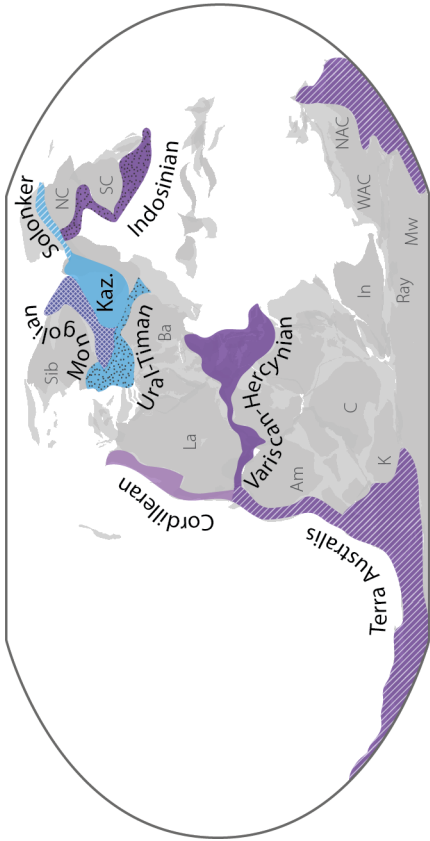 Solonker
NC
SC
Indosinian
NAC
WAC
Mw
Mongolian
Kaz.
Sib
Ural-Timan
Ba
In
Ray
La
Variscan-Hercynian
Cordilleran
Am
C
K
Terra Australis